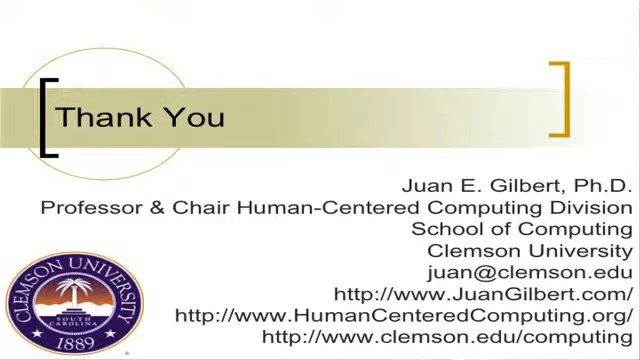 Thank You
Juan E. Gilbert, Ph.D.
Professor & Chair Human-Centered Computing Division
School of Computing
Clemson University
juan@clemson.edu
http://www.JuanGilbert.com/
http://www.HumanCenteredComputing.org/
http://www.clemson.edu/computing
CLEMSON UNIVERSITY
SOUTH
CAROLINA
1889